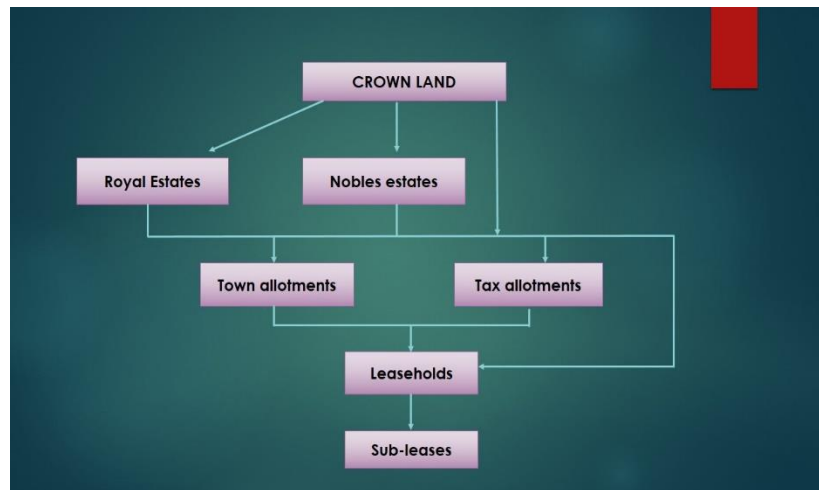 CROWN LAND
Royal Estates
Nobles estates
Town allotments
Tax allotments
Leaseholds
Sub-leases